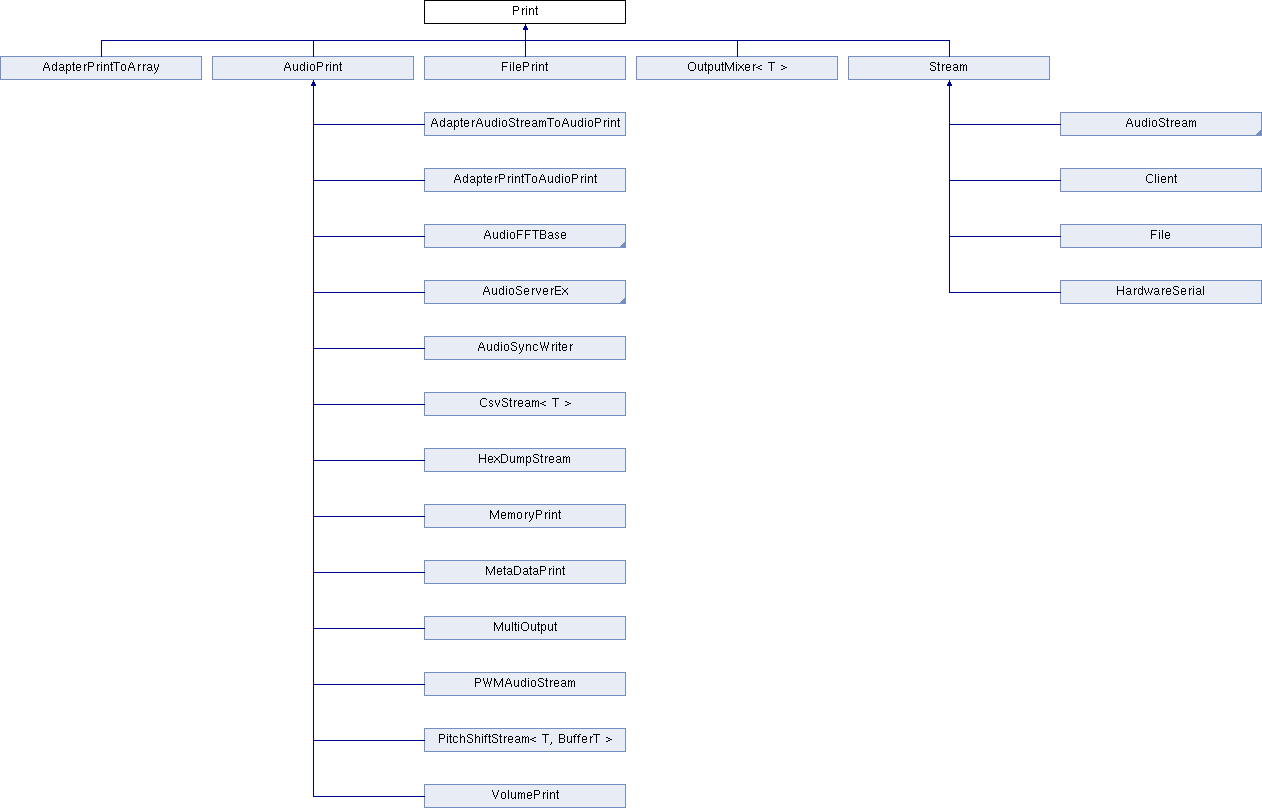 Print
AdapterPrintToArray
AudioPrint
FilePrint
OutputMixer< T >
Stream
AdapterAudioStreamToAudioPrint
AudioStream
AdapterPrintToAudioPrint
Client
AudioFFTBase
File
AudioServerEx
HardwareSerial
AudioSyncWriter
CsvStream< T >
HexDumpStream
MemoryPrint
MetaDataPrint
MultiOutput
PWMAudioStream
PitchShiftStream< T, BufferT >
VolumePrint